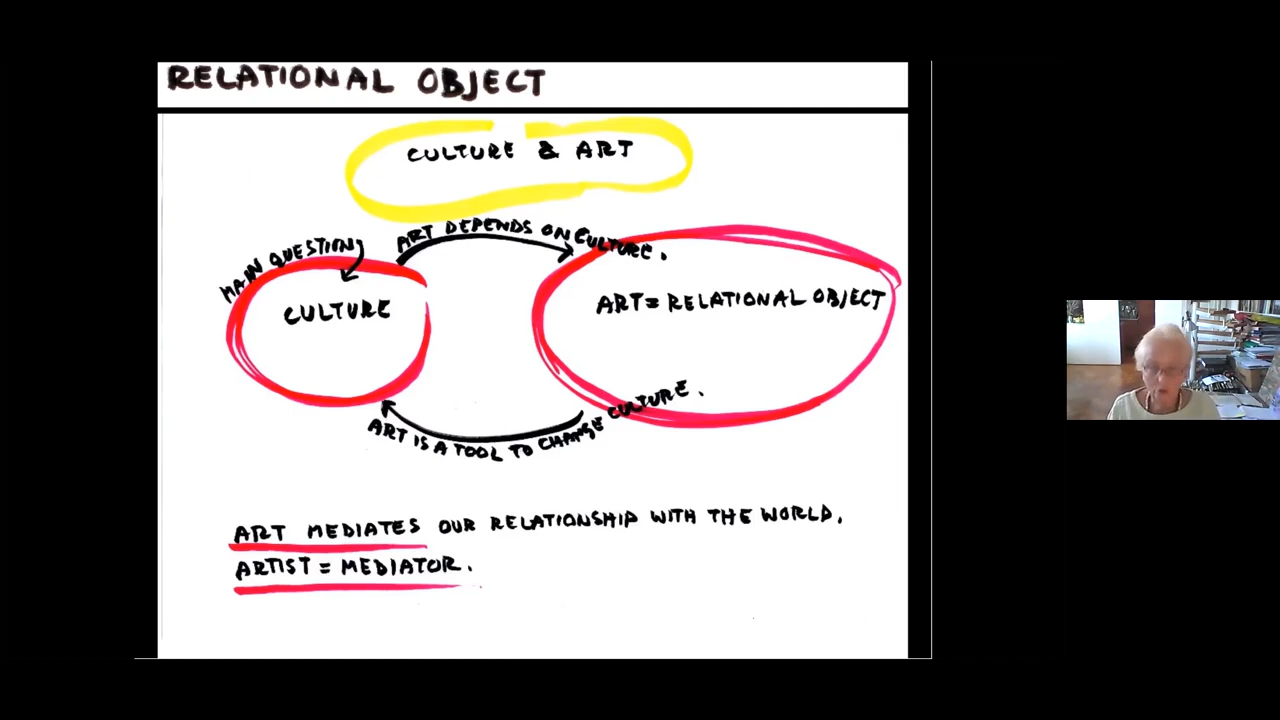 RELATIONAL OBJECT
CULTURE & ART
MAIN QUESTION
ART DEPENDS ON CULTURE.
CULTURE
ART = RELATIONAL OBJECT
ART IS A TOOL TO CHANGE CULTURE.
ART MEDIATES OUR RELATIONSHIP WITH THE WORLD.
ARTIST = MEDIATOR.